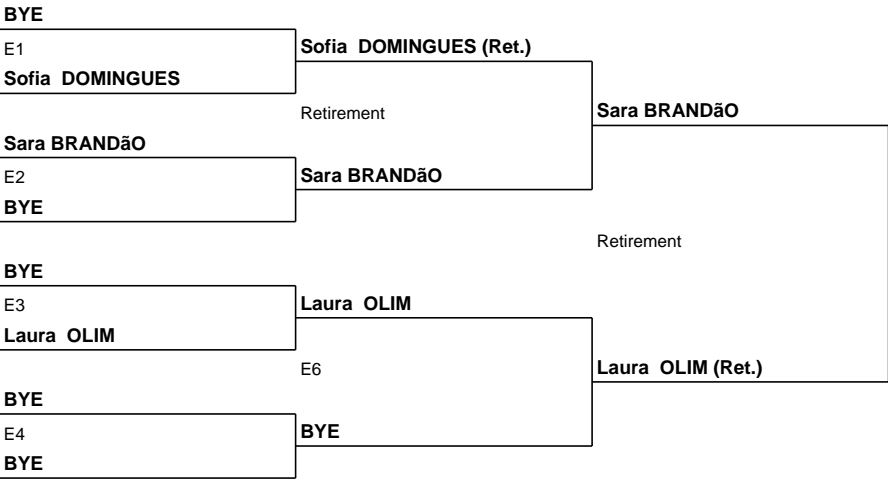 BYE
E1
Sofia DOMINGUES (Ret.)
Sofia DOMINGUES
Retirement
Sara BRANDãO
Sara BRANDãO
E2
Sara BRANDãO
BYE
Retirement
BYE
E3
Laura OLIM
Laura OLIM
E6
Laura OLIM (Ret.)
BYE
E4
BYE
BYE